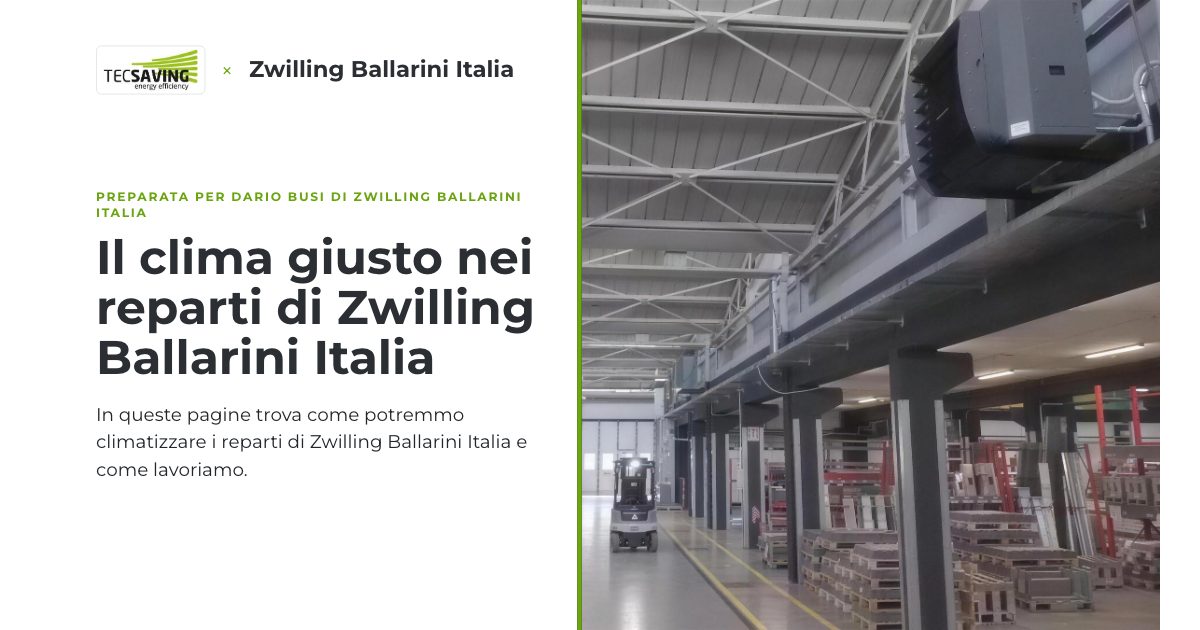 TECSAVING
energy efficiency
× Zwilling Ballarini Italia
PREPARATA PER DARIO BUSI DI ZWILLING BALLARINI
ITALIA
Il clima giusto nei
reparti di Zwilling
Ballarini Italia
In queste pagine trova come potremmo
climatizzare i reparti di Zwilling Ballarini Italia e
come lavoriamo.